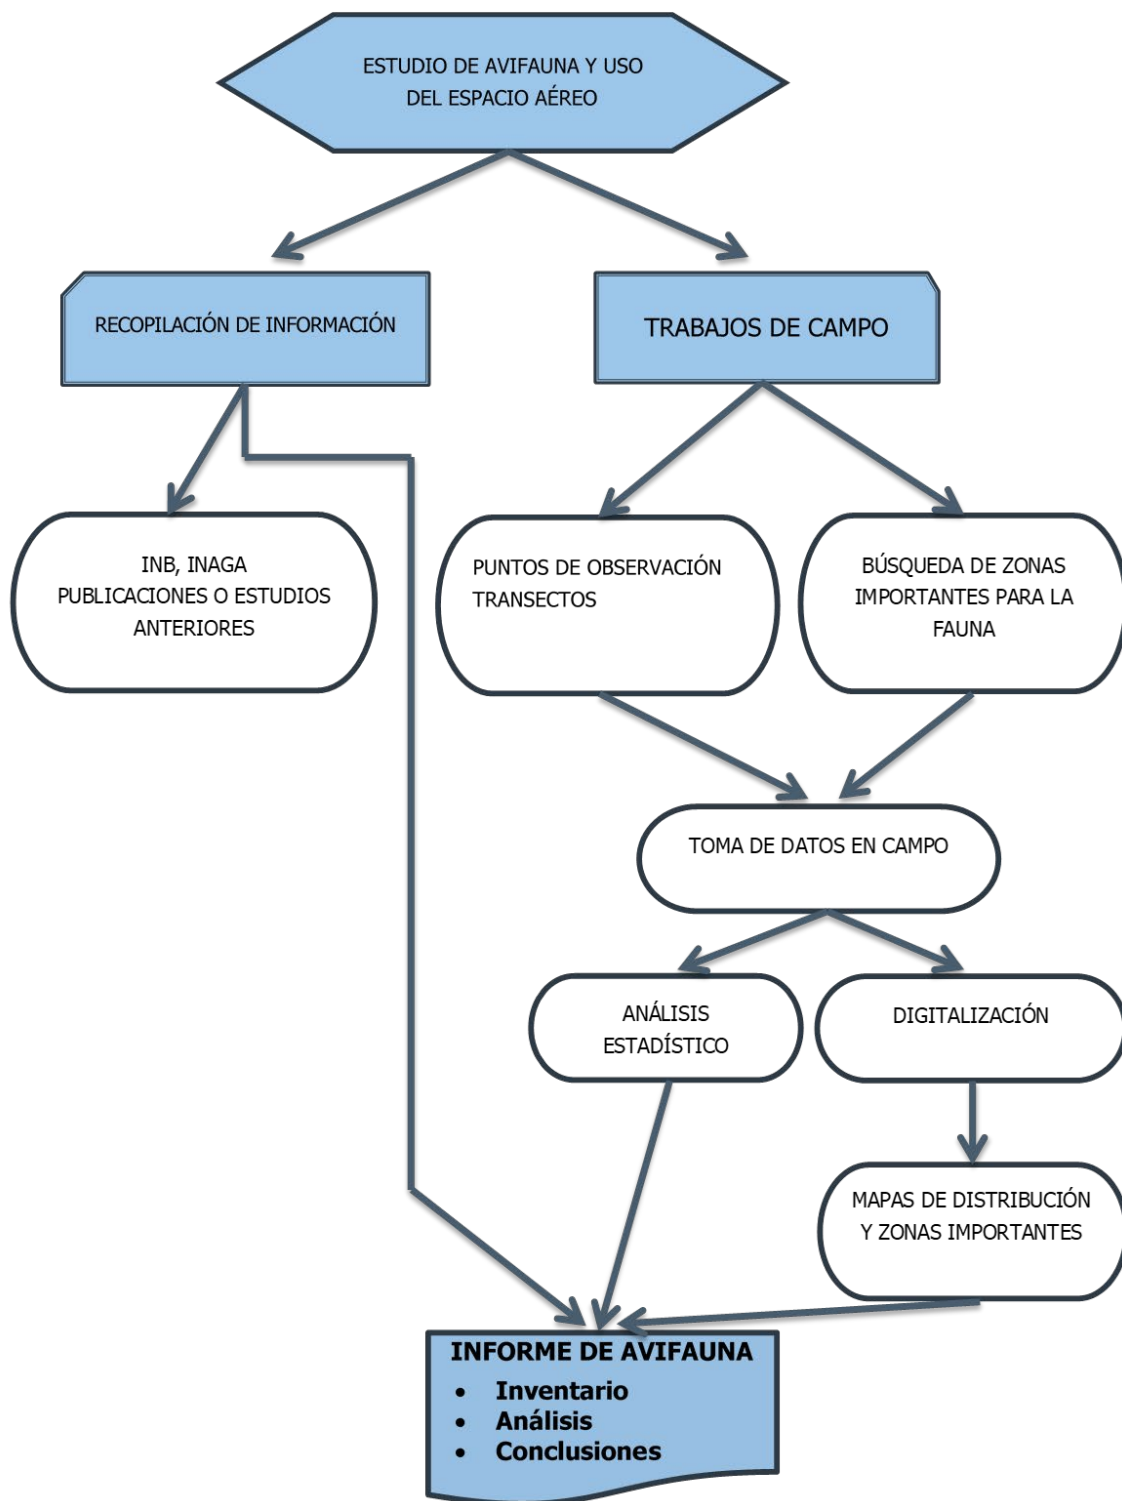 ESTUDIO DE AVIFAUNA Y USO
DEL ESPACIO AÉREO
RECOPILACIÓN DE INFORMACIÓN
TRABAJOS DE CAMPO
INB, INAGA
PUBLICACIONES O ESTUDIOS
ANTERIORES
PUNTOS DE OBSERVACIÓN
TRANSECTOS
BÚSQUEDA DE ZONAS
IMPORTANTES PARA LA
FAUNA
TOMA DE DATOS EN CAMPO
ANÁLISIS
ESTADÍSTICO
DIGITALIZACIÓN
MAPAS DE DISTRIBUCIÓN
Y ZONAS IMPORTANTES
INFORME DE AVIFAUNA
• Inventario
• Análisis
• Conclusiones